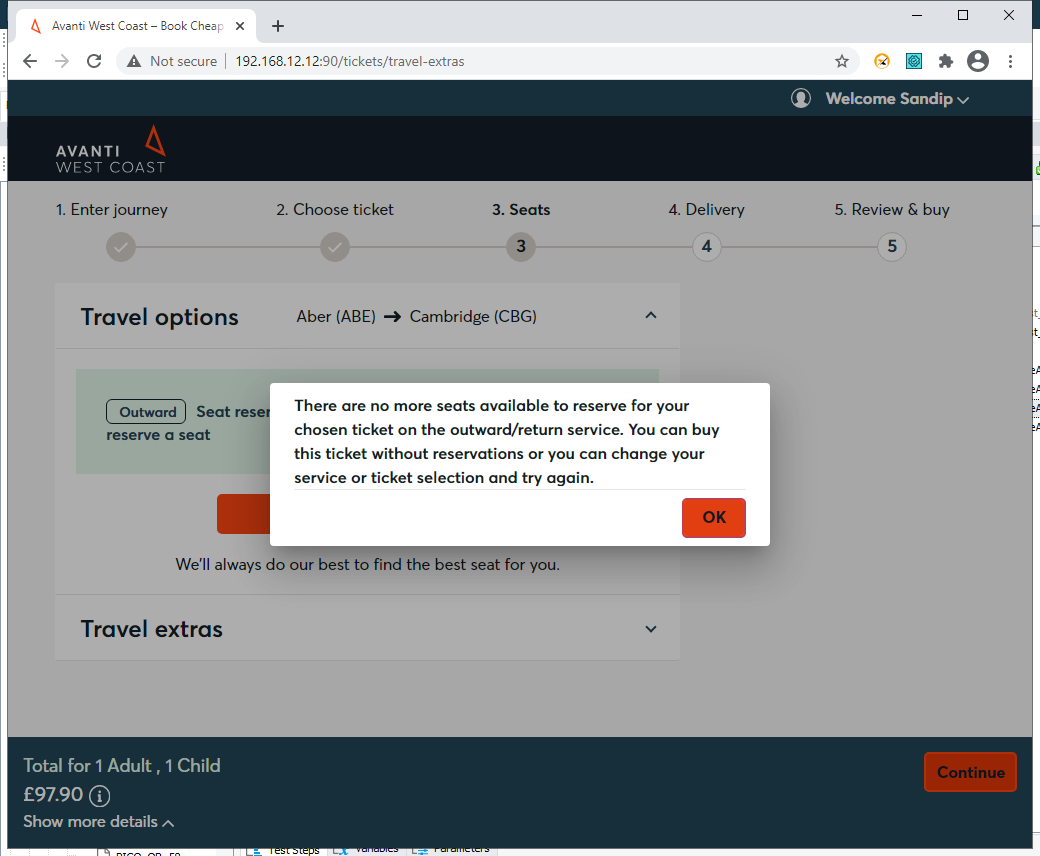 Avanti West Coast – Book Cheap
Not secure
192.168.12.12:90/tickets/travel-extras
Welcome Sandip
AVANTI
WEST COAST
1. Enter journey
2. Choose ticket
3. Seats
4. Delivery
5. Review & buy
3
4
5
Travel options
Aber (ABE) → Cambridge (CBG)
Outward Seat reser
reserve a seat
There are no more seats available to reserve for your
chosen ticket on the outward/return service. You can buy
this ticket without reservations or you can change your
service or ticket selection and try again.
OK
We'll always do our best to find the best seat for you.
Travel extras
Total for 1 Adult , 1 Child
£97.90
Show more details
Continue
Test Steps
Variables
Parameters